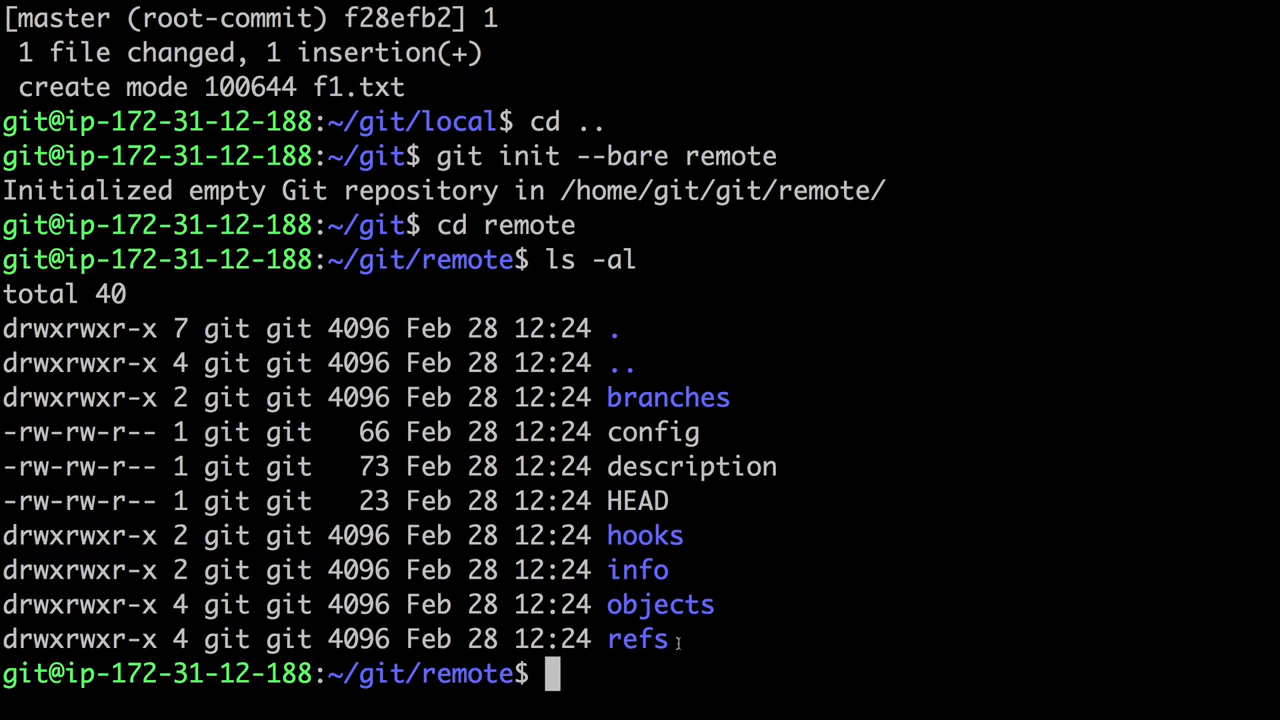 [master (root-commit) f28efb2] 1
 1 file changed, 1 insertion(+)
 create mode 100644 f1.txt
git@ip-172-31-12-188:~/git/local$ cd ..
git@ip-172-31-12-188:~/git$ git init --bare remote
Initialized empty Git repository in /home/git/git/remote/
git@ip-172-31-12-188:~/git$ cd remote
git@ip-172-31-12-188:~/git/remote$ ls -al
total 40
drwxrwxr-x 7 git git 4096 Feb 28 12:24 .
drwxrwxr-x 4 git git 4096 Feb 28 12:24 ..
drwxrwxr-x 2 git git 4096 Feb 28 12:24 branches
-rw-rw-r-- 1 git git   66 Feb 28 12:24 config
-rw-rw-r-- 1 git git   73 Feb 28 12:24 description
-rw-rw-r-- 1 git git   23 Feb 28 12:24 HEAD
drwxrwxr-x 2 git git 4096 Feb 28 12:24 hooks
drwxrwxr-x 2 git git 4096 Feb 28 12:24 info
drwxrwxr-x 4 git git 4096 Feb 28 12:24 objects
drwxrwxr-x 4 git git 4096 Feb 28 12:24 refs
git@ip-172-31-12-188:~/git/remote$